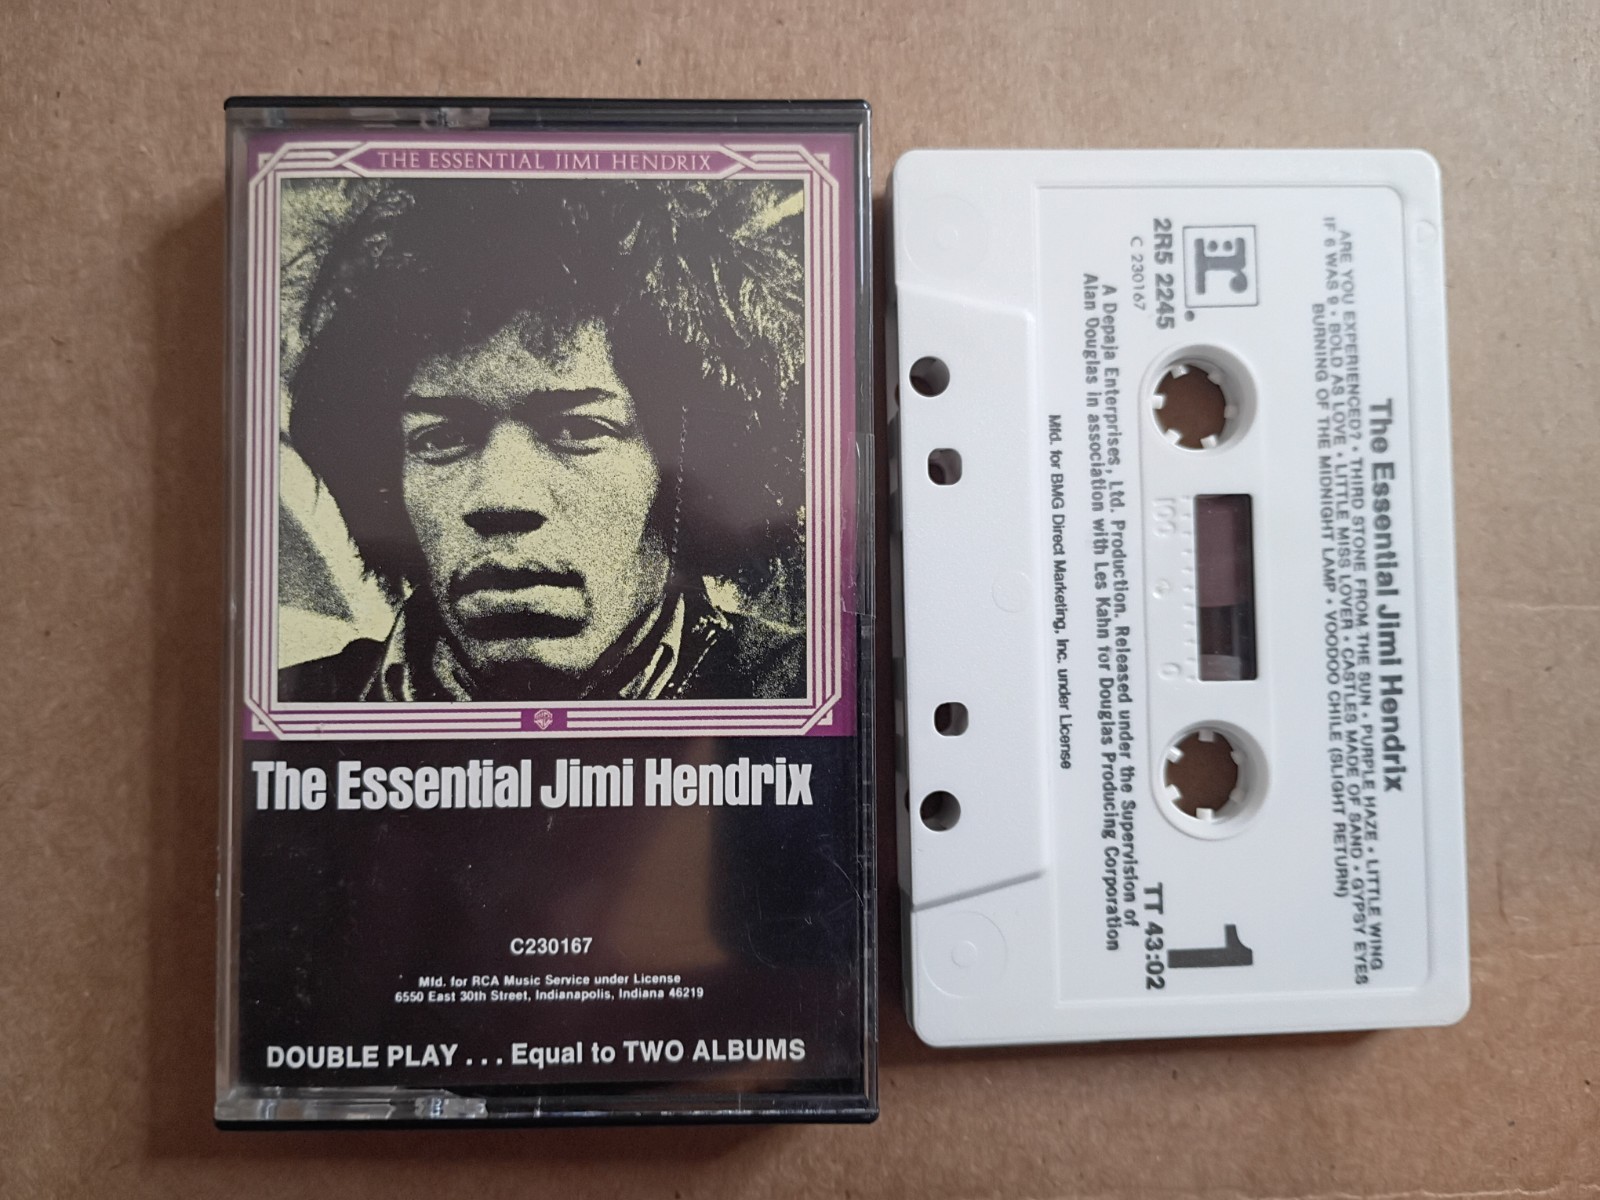 THE ESSENTIAL JIMI HENDRIX
The Essential Jimi Hendrix
C230167
Mfd. for RCA Music Service under License
6550 East 30th Street, Indianapolis, Indiana 46219
DOUBLE PLAY . . . Equal to TWO ALBUMS
The Essential Jimi Hendrix
ARE YOU EXPERIENCED? • THIRD STONE FROM THE SUN • PURPLE HAZE • LITTLE WING
IF 6 WAS 9 • BOLD AS LOVE • LITTLE MISS LOVER • CASTLES MADE OF SAND • GYPSY EYES
BURNING OF THE MIDNIGHT LAMP • VOODOO CHILE (SLIGHT RETURN)
:r
1
2R5 2245
TT 43:02
C 230167
100 0
A Depaja Enterprises, Ltd. Production. Released under the Supervision of
Alan Douglas in association with Les Kahn for Douglas Producing Corporation
Mfd. for BMG Direct Marketing, Inc. under License